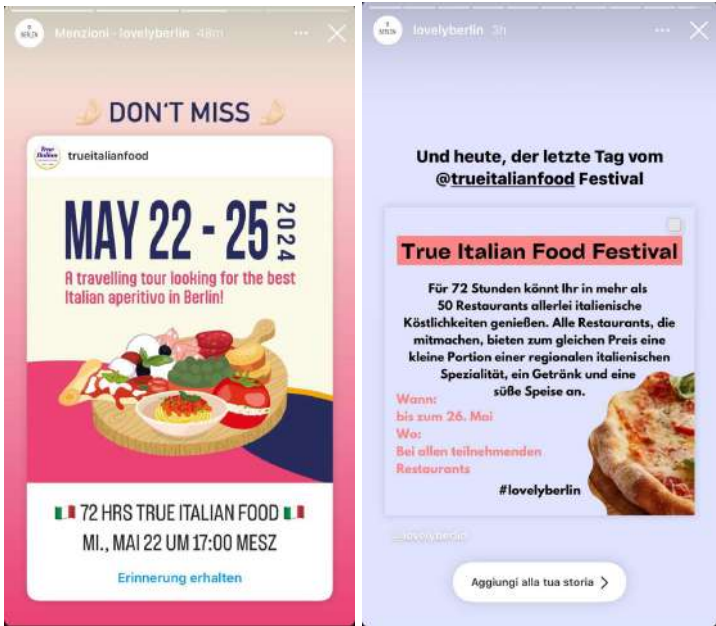 Menzioni - lovelyberlin 48m
DON'T MISS
trueitalianfood
MAY 22 - 25
2024
A travelling tour looking for the best
Italian aperitivo in Berlin!
72 HRS TRUE ITALIAN FOOD
MI., MAI 22 UM 17:00 MESZ
Erinnerung erhalten
lovelyberlin 3h
Und heute, der letzte Tag vom
@trueitalianfood Festival
True Italian Food Festival
Für 72 Stunden könnt Ihr in mehr als
50 Restaurants allerlei italienische
Köstlichkeiten genießen. Alle Restaurants, die
mitmachen, bieten zum gleichen Preis eine
kleine Portion einer regionalen italienischen
Spezialität, ein Getränk und eine
süße Speise an.
Wann:
bis zum 26. Mai
Wo:
Bei allen teilnehmenden
Restaurants
#lovelyberlin
Aggiungi alla tua storia